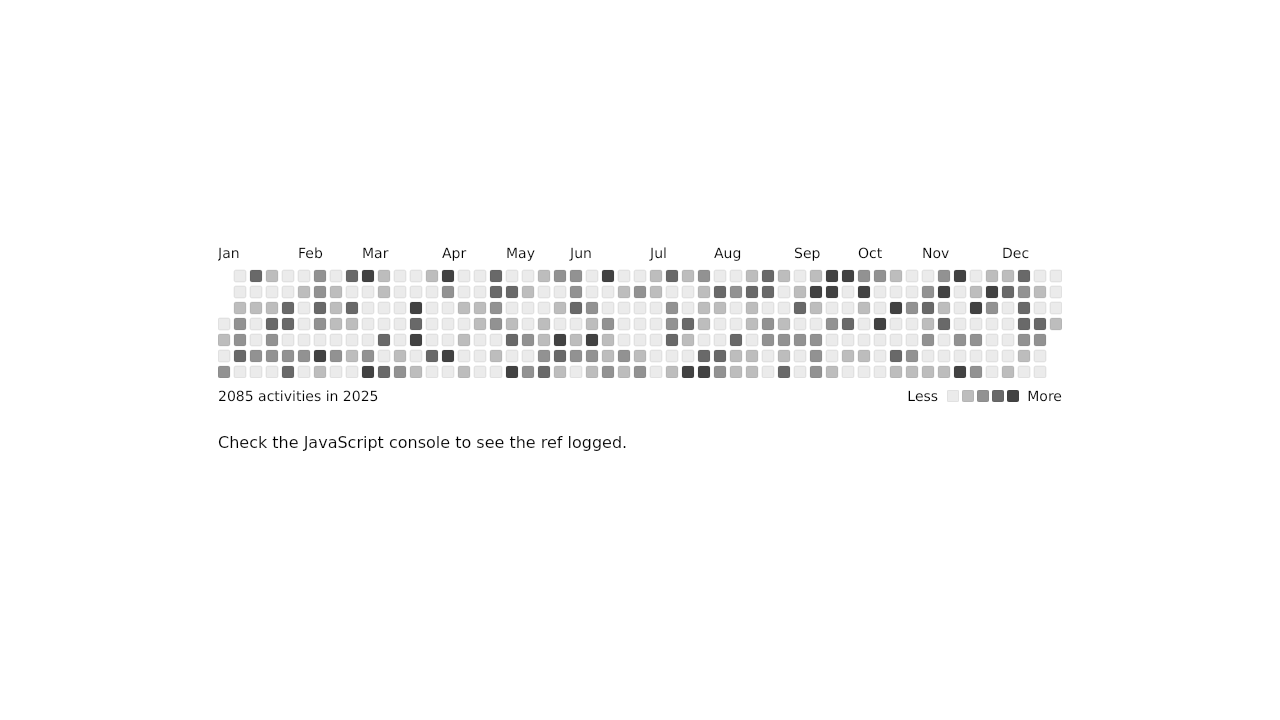 Jan Feb Mar Apr May Jun Jul Aug Sep Oct Nov Dec
2085 activities in 2025 Less More
Check the JavaScript console to see the ref logged.